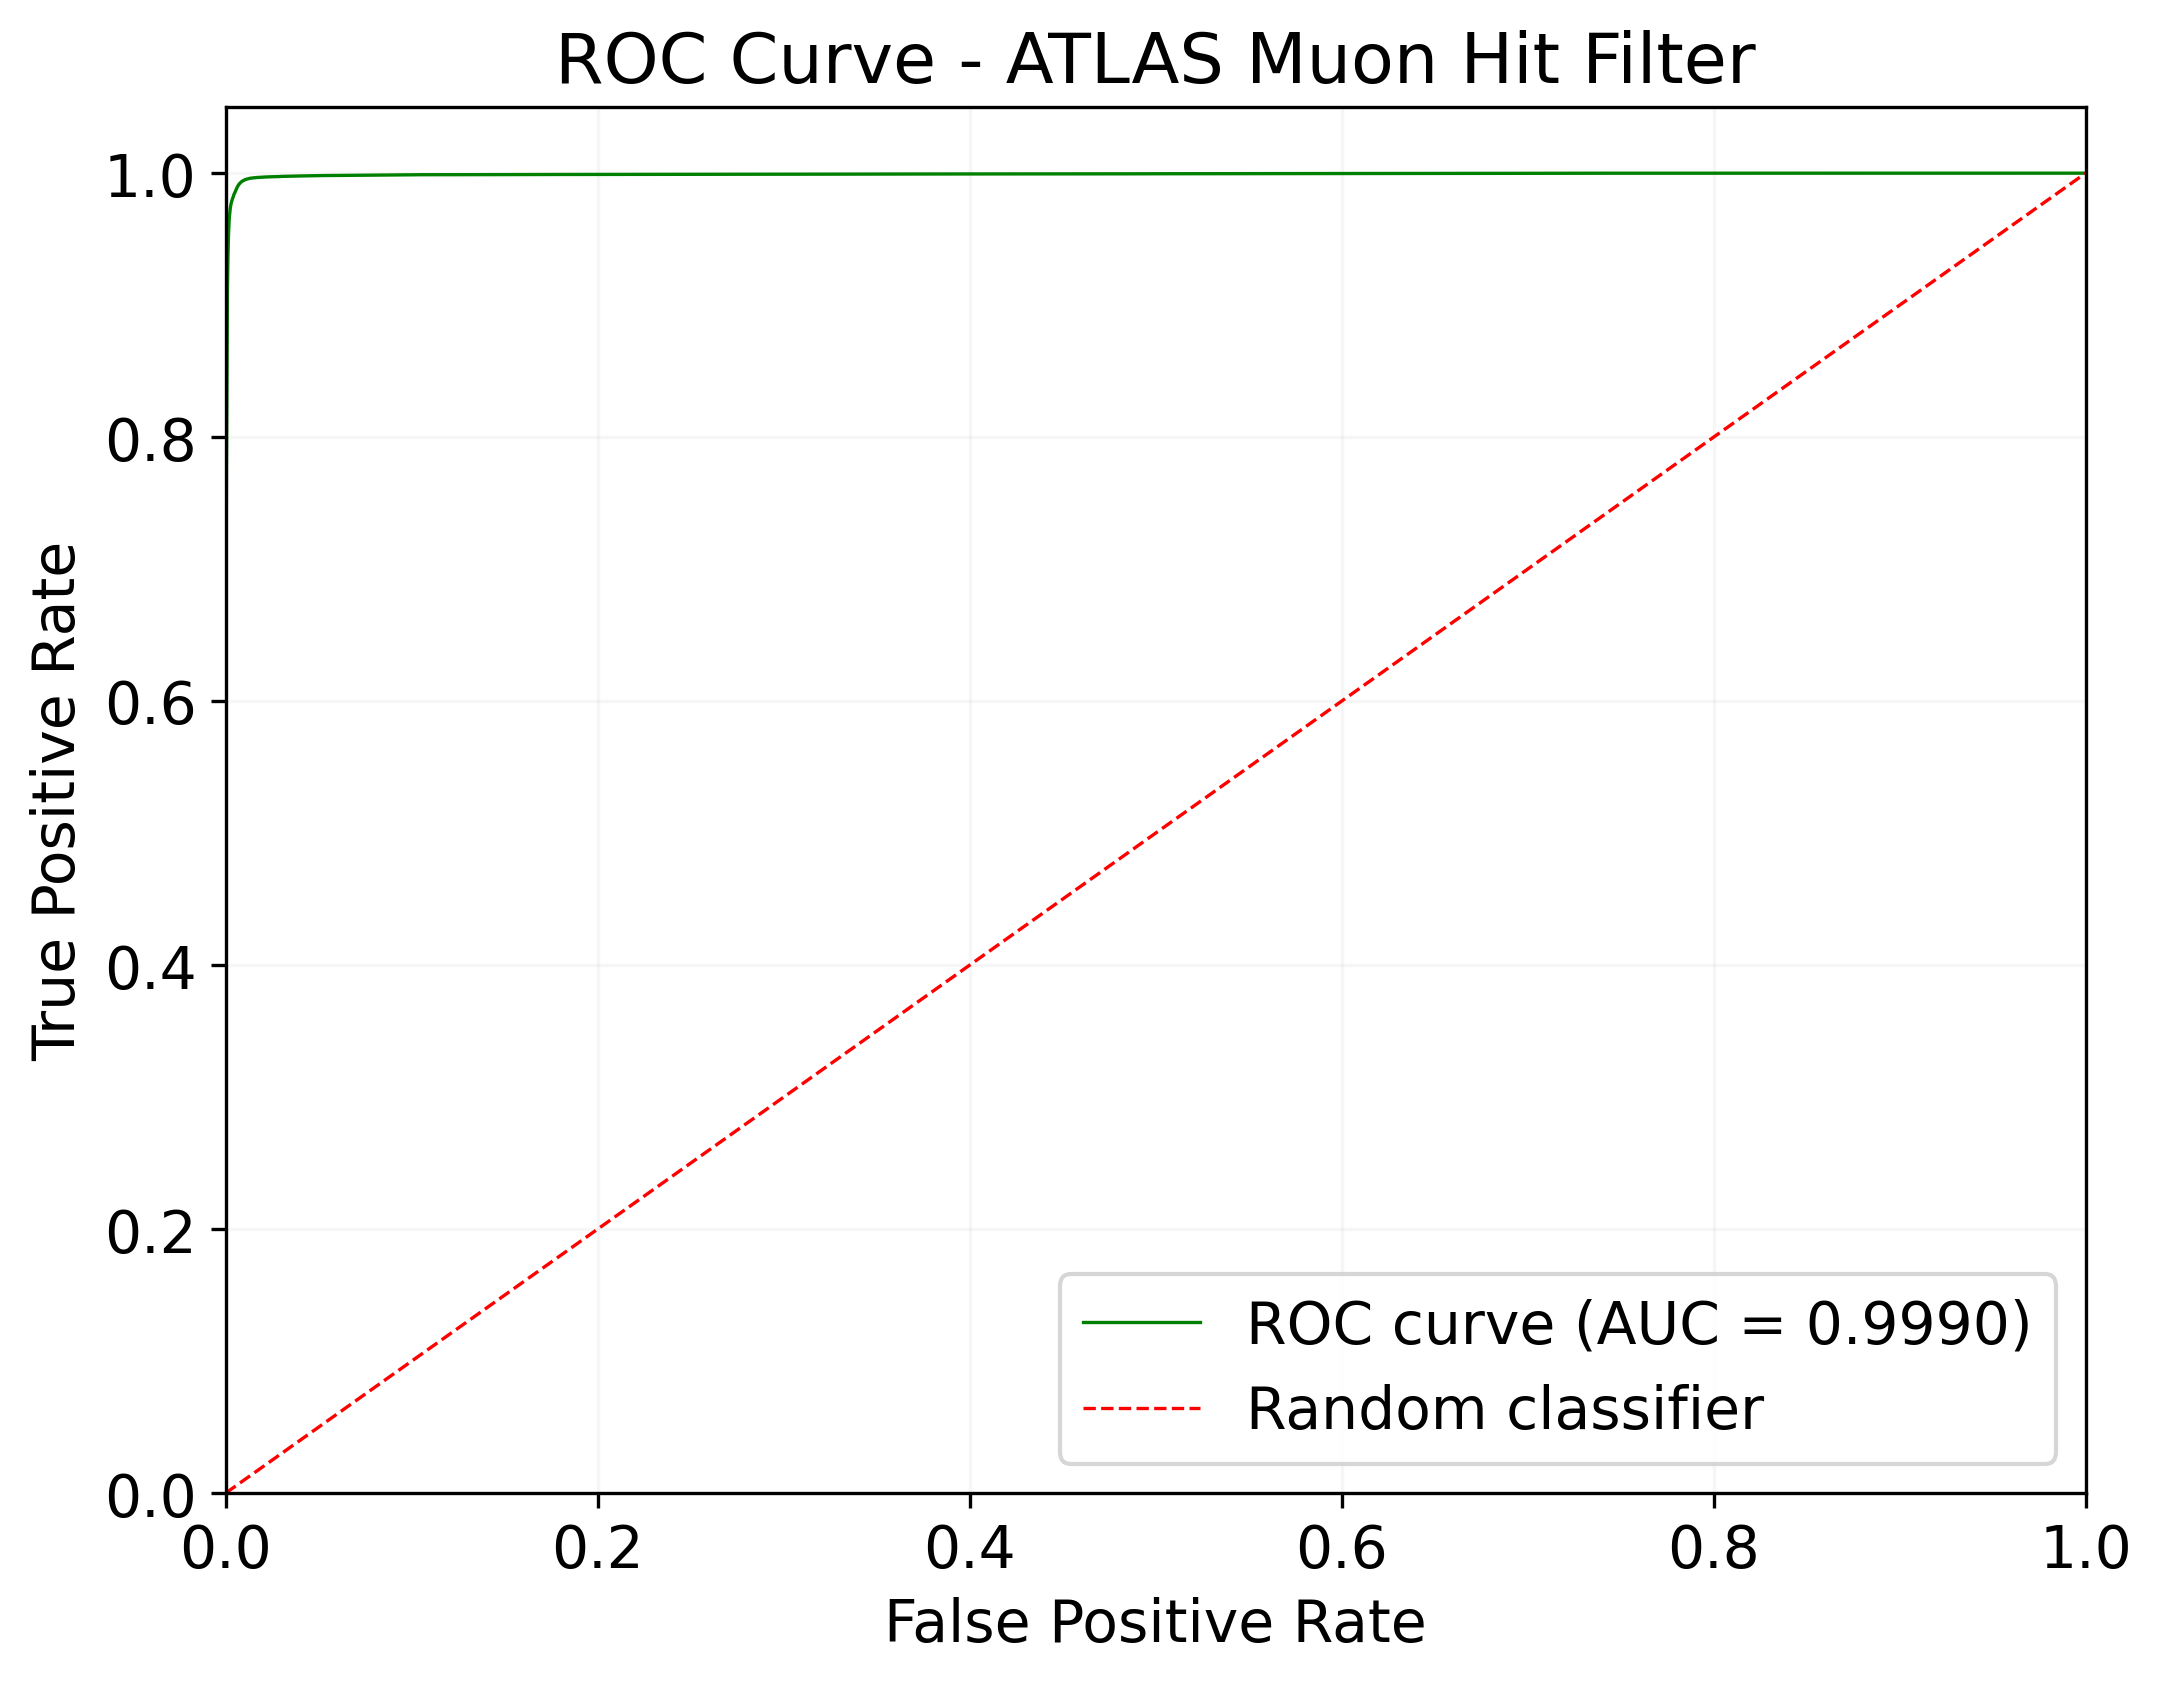 ROC Curve - ATLAS Muon Hit Filter
True Positive Rate
1.0
0.8
0.6
0.4
0.2
0.0
ROC curve (AUC = 0.9990)
Random classifier
0.0 0.2 0.4 0.6 0.8 1.0
False Positive Rate